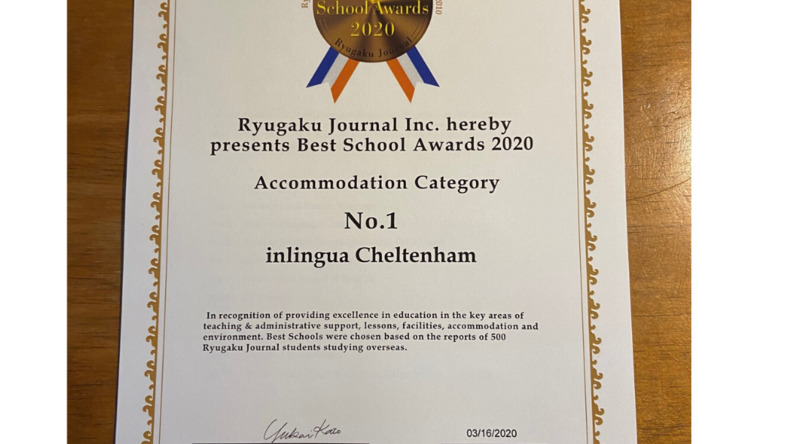 School Awards
2020
Ryugaku Journal
Ryugaku Journal Inc. hereby
presents Best School Awards 2020
Accommodation Category
No.1
inlingua Cheltenham
In recognition of providing excellence in education in the key areas of
teaching & administrative support, lessons, facilities, accommodation and
environment. Best Schools were chosen based on the reports of 500
Ryugaku Journal students studying overseas.
03/16/2020